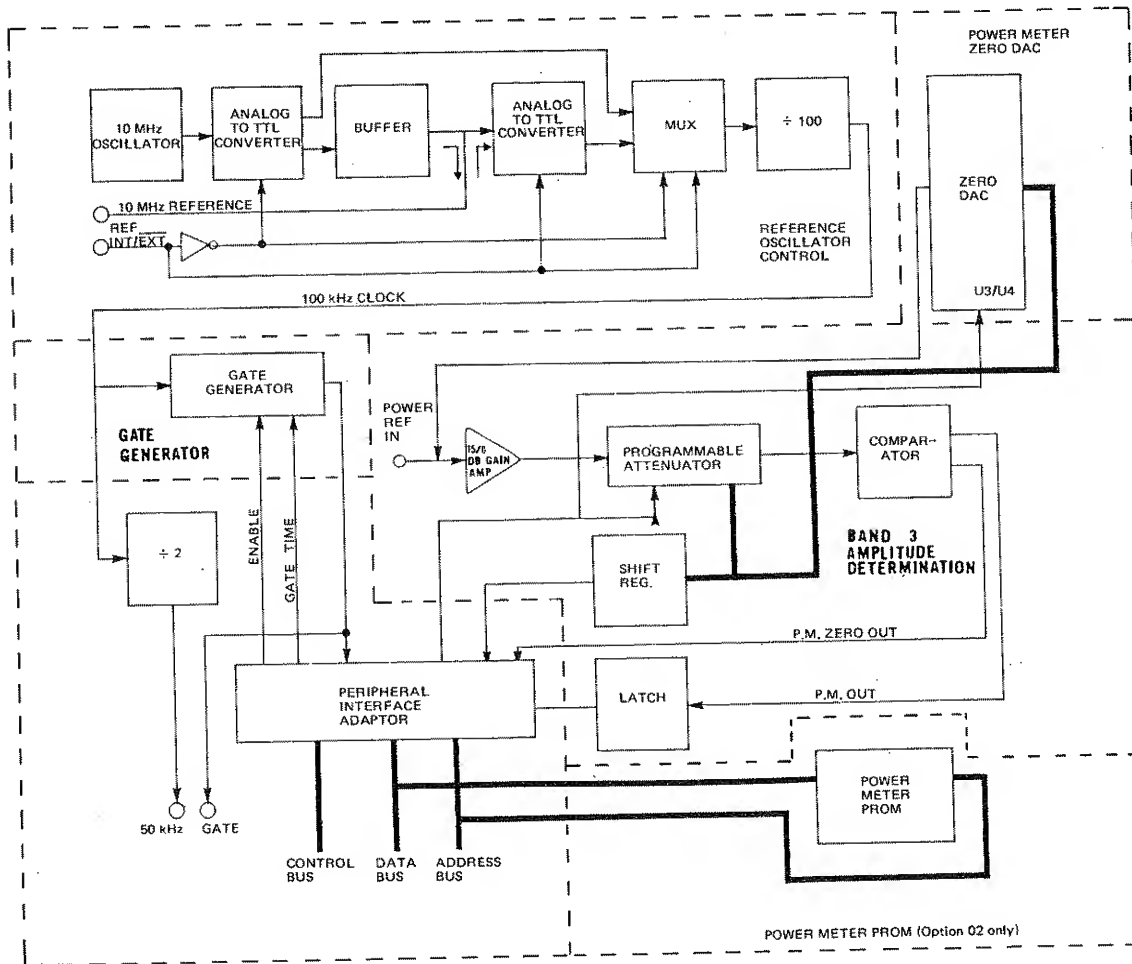 POWER METER
ZERO DAC
10 MHz
OSCILLATOR
ANALOG
TO TTL
CONVERTER
BUFFER
ANALOG
TO TTL
CONVERTER
MUX
÷ 100
ZERO
DAC
U3/U4
10 MHz REFERENCE
REF
INT/EXT
REFERENCE
OSCILLATOR
CONTROL
100 kHz CLOCK
GATE
GENERATOR
GATE
GENERATOR
POWER
REF
IN
DB GAIN
AMP
PROGRAMMABLE
ATTENUATOR
COMPAR-
ATOR
÷ 2
ENABLE
GATE TIME
SHIFT
REG.
BAND 3
AMPLITUDE
DETERMINATION
P.M. ZERO OUT
PERIPHERAL
INTERFACE
ADAPTOR
LATCH
P.M. OUT
POWER
METER
PROM
50 kHz
GATE
CONTROL
BUS
DATA
BUS
ADDRESS
BUS
POWER METER PROM (Option 02 only)